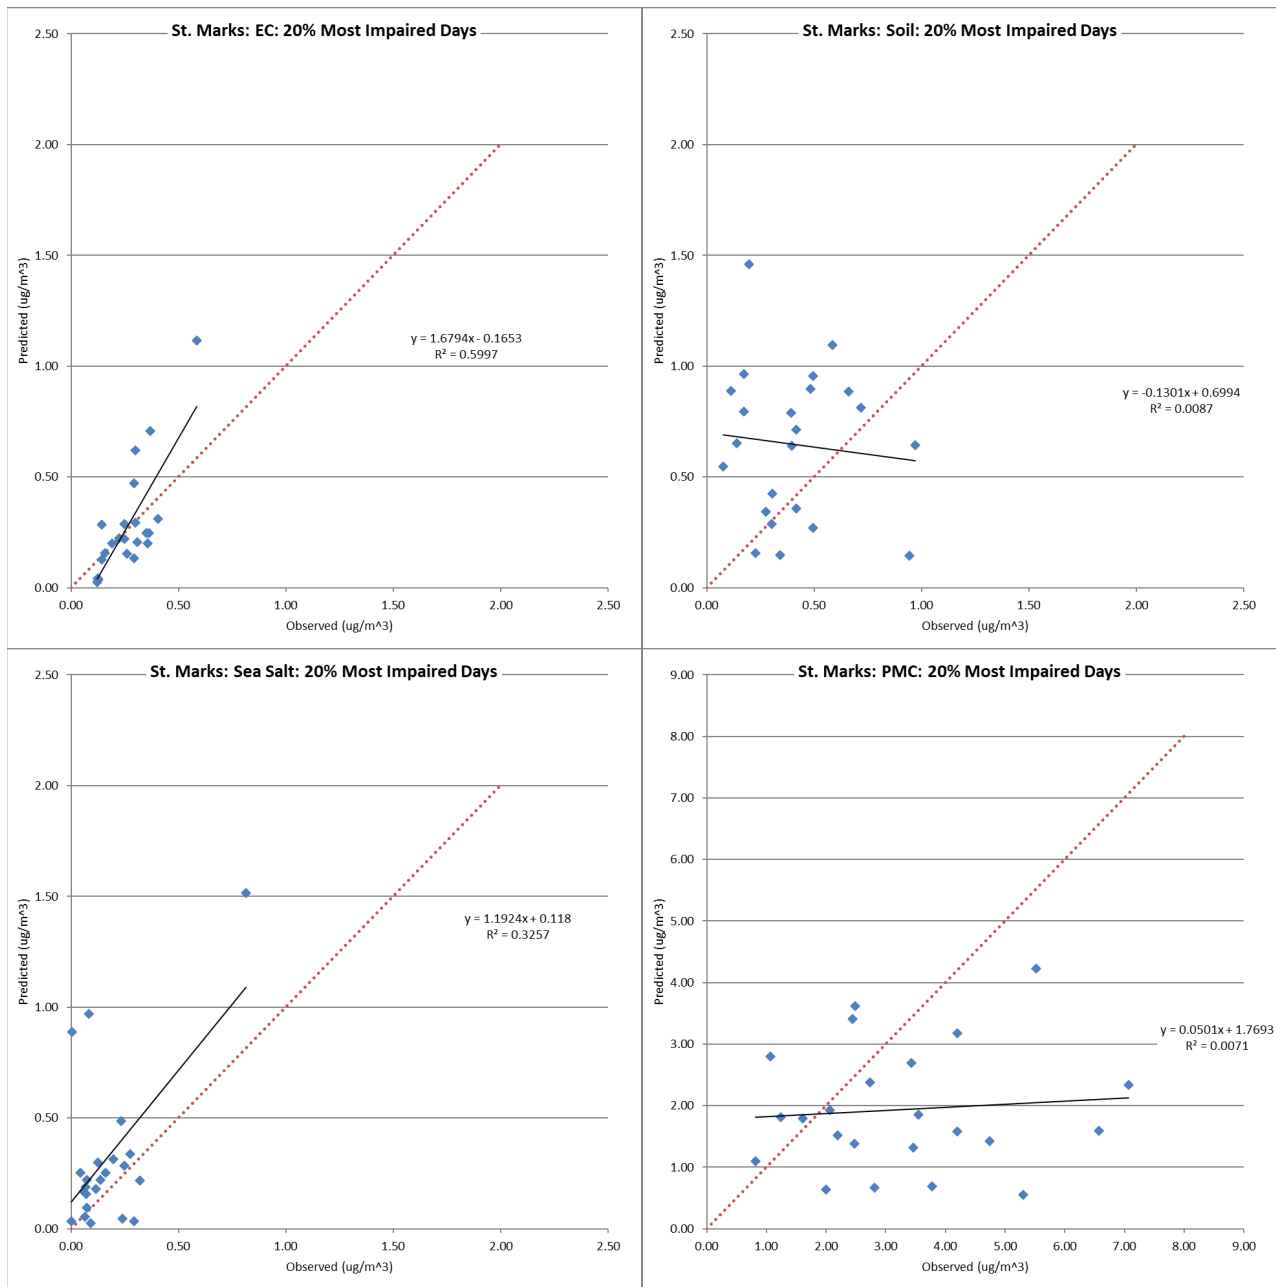 St. Marks: EC: 20% Most Impaired Days
2.50
2.00
1.50
1.00
0.50
0.00
Predicted (ug/m^3)
y = 1.6794x - 0.1653
R² = 0.5997
0.00 0.50 1.00 1.50 2.00 2.50
Observed (ug/m^3)
St. Marks: Soil: 20% Most Impaired Days
2.50
2.00
1.50
1.00
0.50
0.00
Predicted (ug/m^3)
y = -0.1301x + 0.6994
R² = 0.0087
0.00 0.50 1.00 1.50 2.00 2.50
Observed (ug/m^3)
St. Marks: Sea Salt: 20% Most Impaired Days
2.50
2.00
1.50
1.00
0.50
0.00
Predicted (ug/m^3)
y = 1.1924x + 0.118
R² = 0.3257
0.00 0.50 1.00 1.50 2.00 2.50
Observed (ug/m^3)
St. Marks: PMC: 20% Most Impaired Days
9.00
8.00
7.00
6.00
5.00
4.00
3.00
2.00
1.00
0.00
Predicted (ug/m^3)
y = 0.0501x + 1.7693
R² = 0.0071
0.00 1.00 2.00 3.00 4.00 5.00 6.00 7.00 8.00 9.00
Observed (ug/m^3)